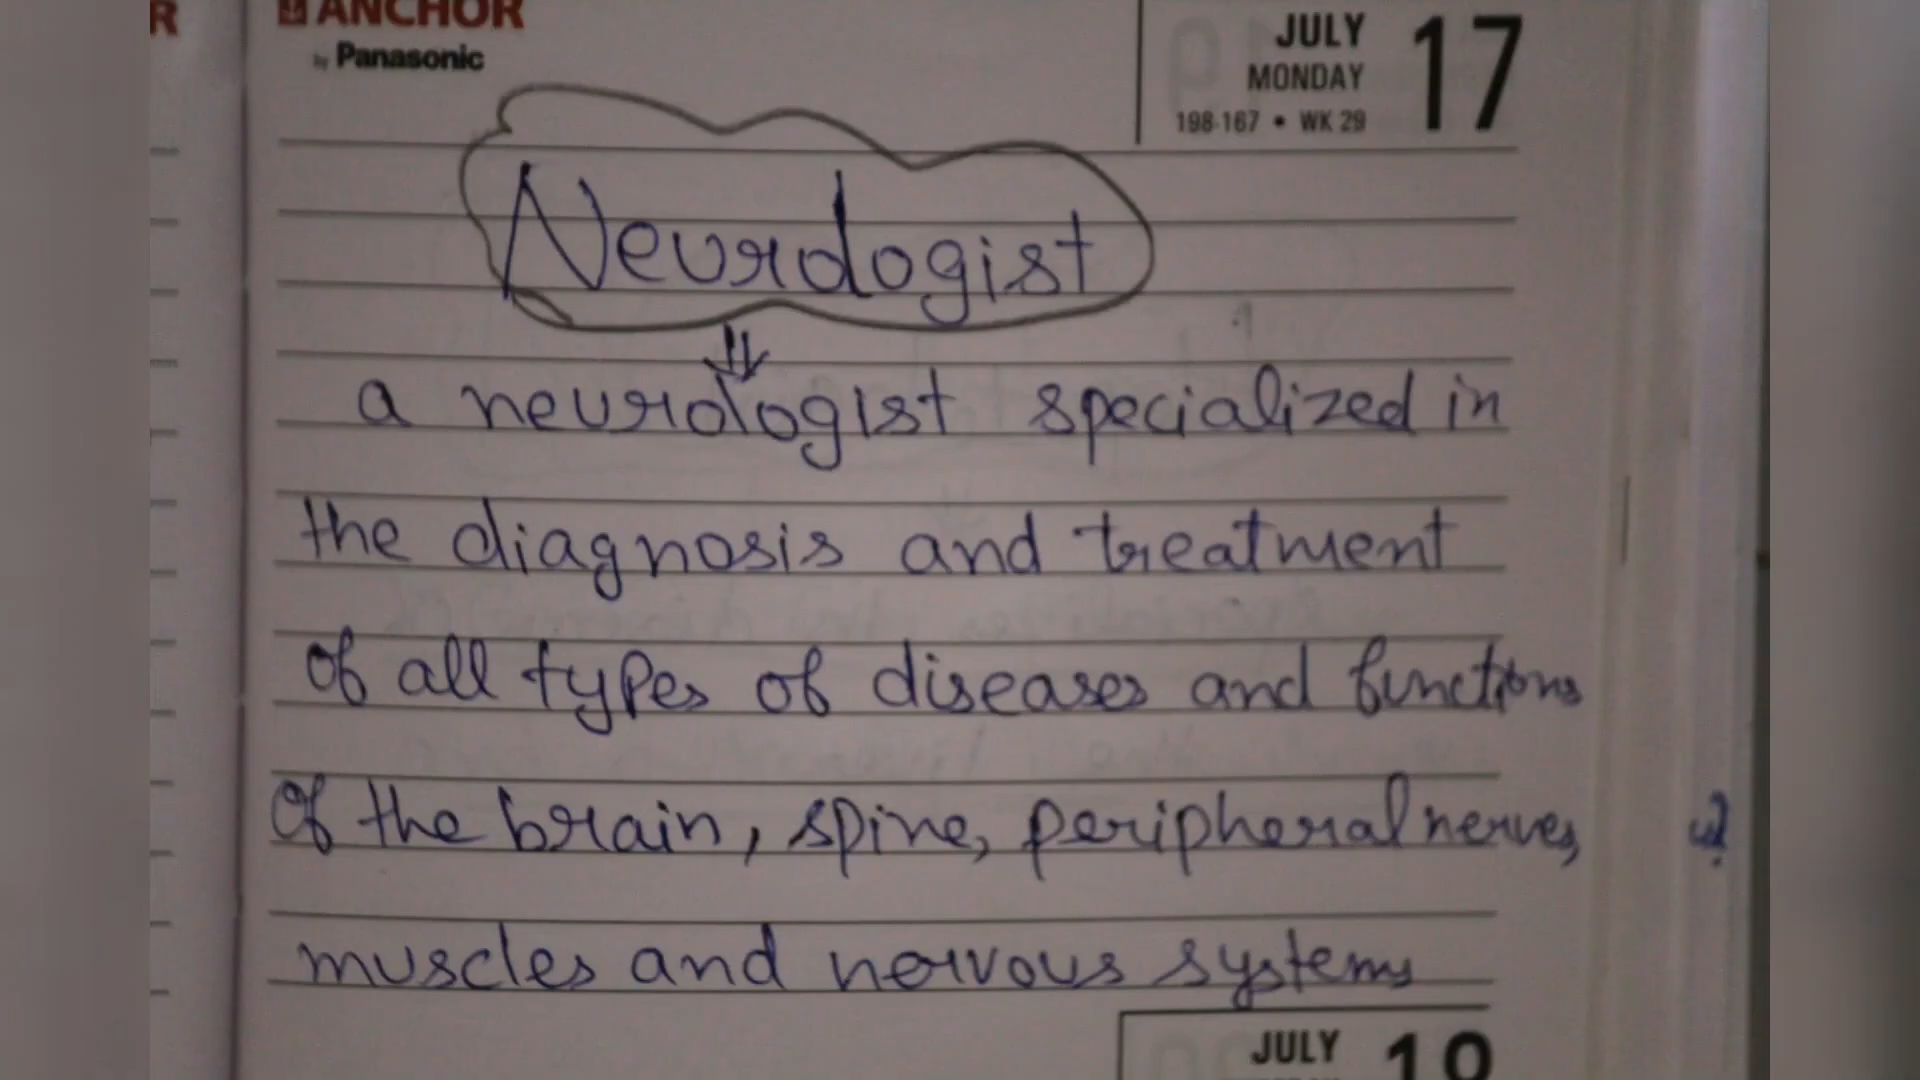 R
ANCHOR
by Panasonic
JULY
MONDAY
17
198-167 • WK 29
Neurologist
a neurologist specialized in
the diagnosis and treatment
of all types of diseases and functions
of the brain, spine, peripheral nerves,
muscles and nervous systems
JULY